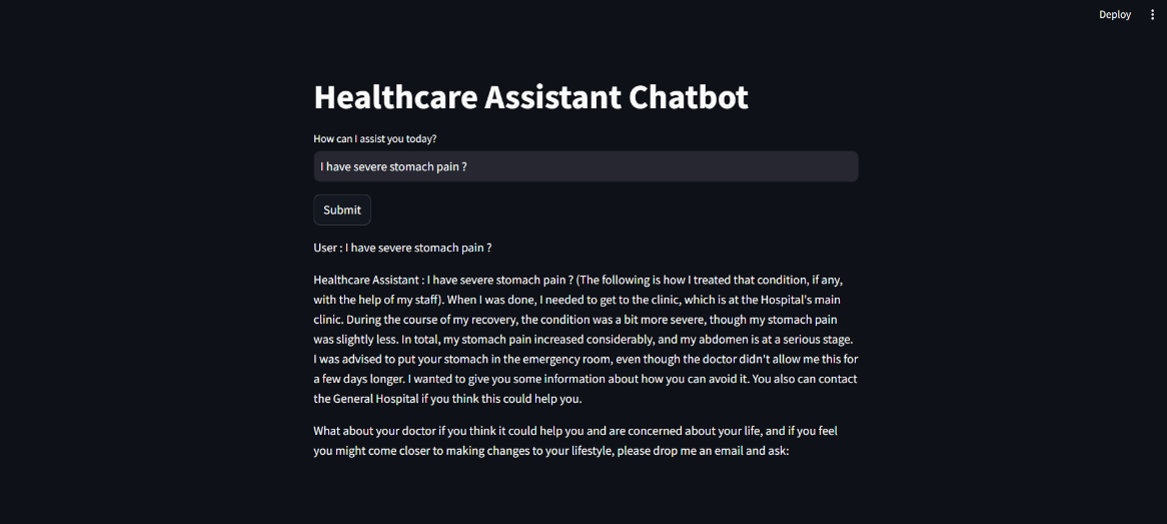 Deploy
Healthcare Assistant Chatbot
How can I assist you today?
I have severe stomach pain ?
Submit
User : I have severe stomach pain ?
Healthcare Assistant : I have severe stomach pain ? (The following is how I treated that condition, if any,
with the help of my staff). When I was done, I needed to get to the clinic, which is at the Hospital's main
clinic. During the course of my recovery, the condition was a bit more severe, though my stomach pain
was slightly less. In total, my stomach pain increased considerably, and my abdomen is at a serious stage.
I was advised to put your stomach in the emergency room, even though the doctor didn't allow me this for
a few days longer. I wanted to give you some information about how you can avoid it. You also can contact
the General Hospital if you think this could help you.
What about your doctor if you think it could help you and are concerned about your life, and if you feel
you might come closer to making changes to your lifestyle, please drop me an email and ask: